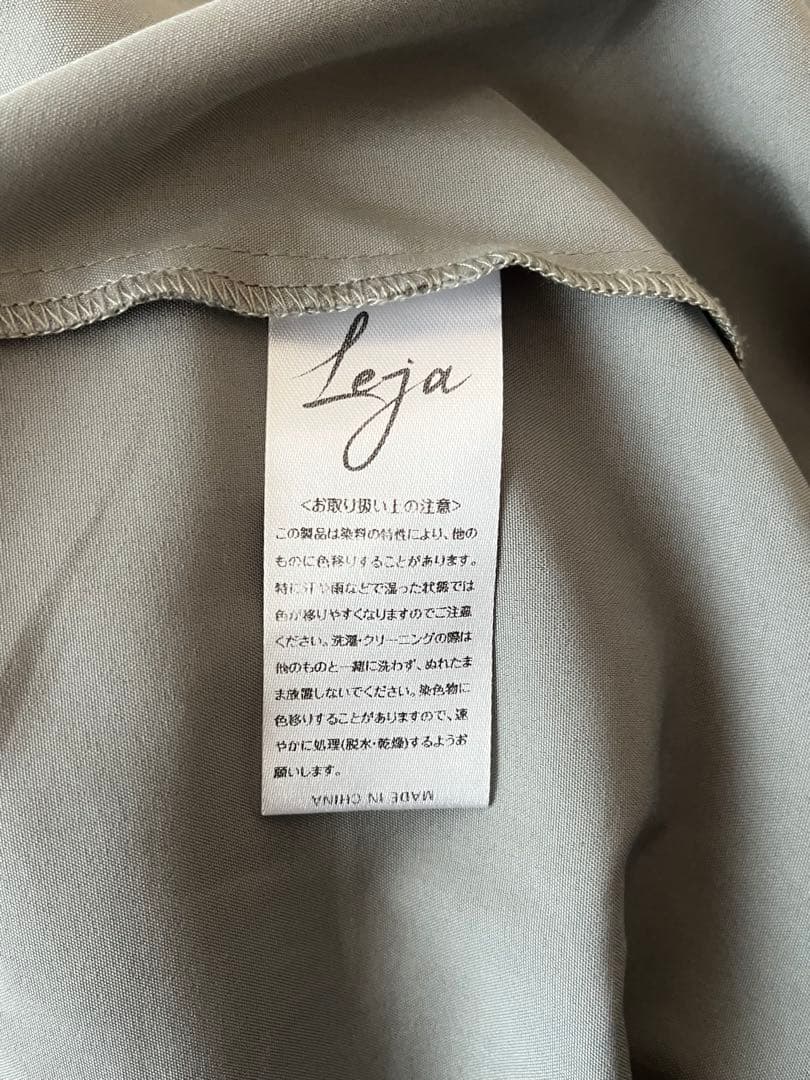 Leja
<お取り扱い上の注意>
この製品は染料の特性により、他の
ものに色移りすることがあります。
特に汗や雨などで湿った状態では
色が移りやすくなりますのでご注意
ください。洗濯・クリーニングの際は
他のものと一緒に洗わず、ぬれたま
ま放置しないでください。染色物に
色移りすることがありますので、速
やかに処理(脱水・乾燥)するようお
願いします。
MADE IN CHINA